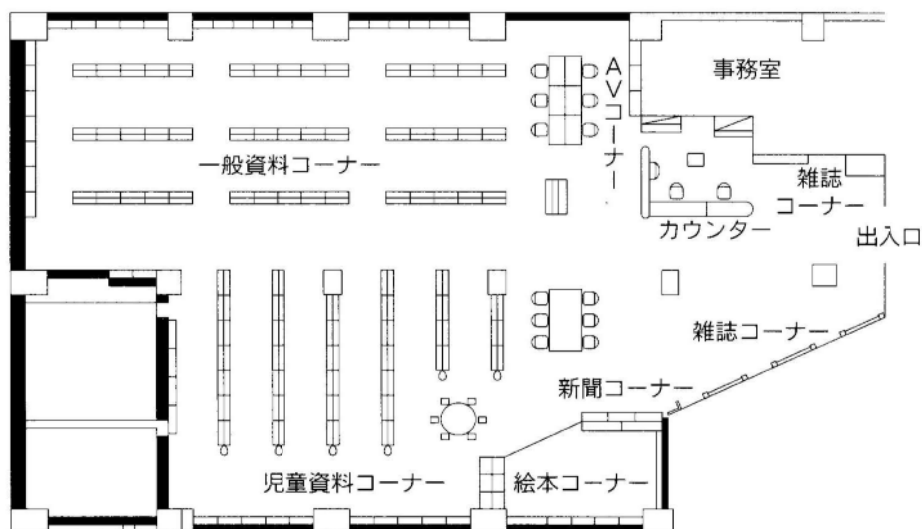 事務室
AVコーナー
一般資料コーナー
雑誌
コーナー
カウンター
出入口
雑誌コーナー
新聞コーナー
児童資料コーナー
絵本コーナー